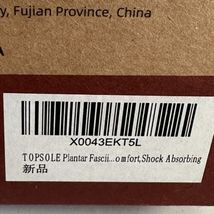 y, Fujian Province, China
A
X0043EKT5L
TOPSOLE Plantar Fascii...omfort,Shock Absorbing
新品